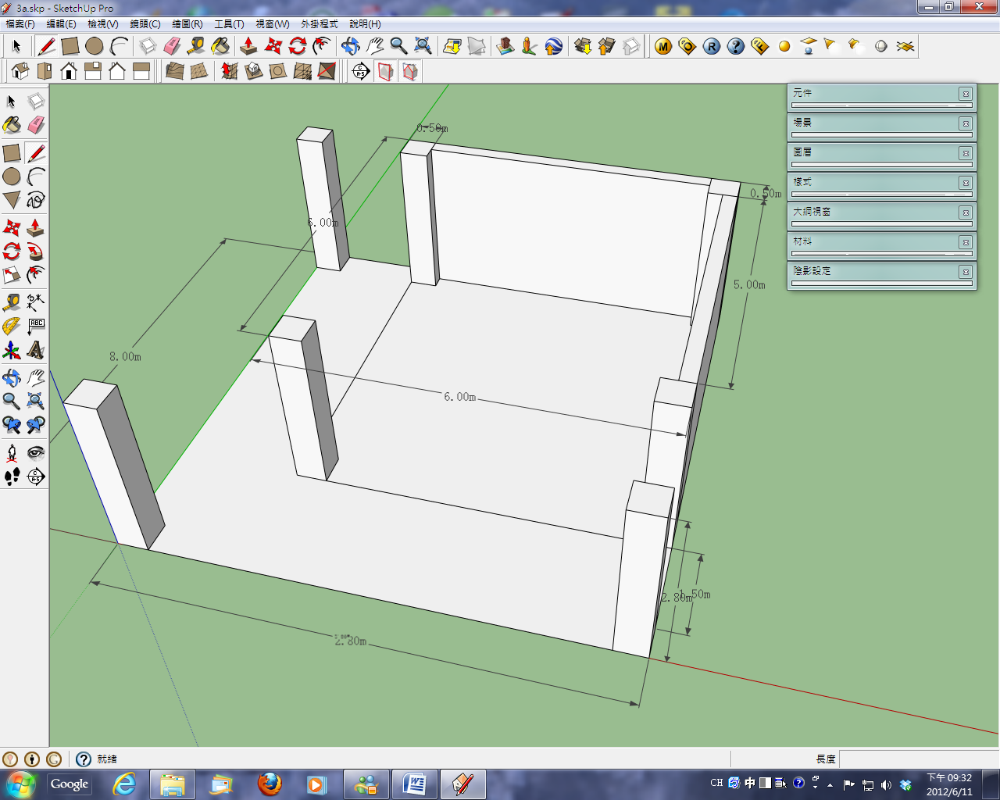 3a.skp - SketchUp Pro
檔案(F) 編輯(E) 檢視(V) 鏡頭(C) 繪圖(R) 工具(T) 視窗(W) 外掛程式 說明(H)
元件
場景
圖層
樣式
大綱視窗
材料
陰影設定
0.50m
0.50m
6.00m
5.00m
8.00m
6.00m
2.80m
.50m
2.80m
就緒
長度
Google
CH 中
下午 09:32
2012/6/11